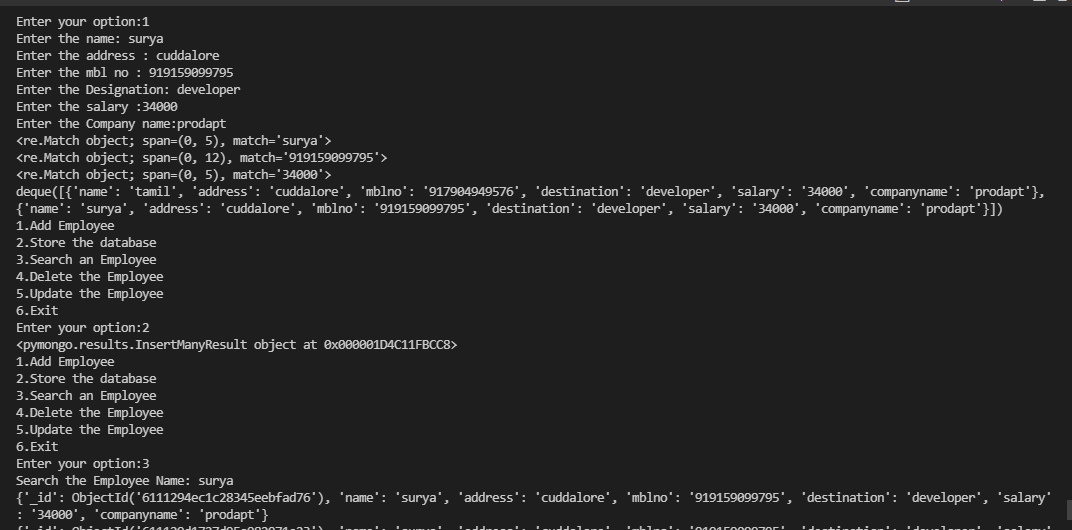 Enter your option:1
Enter the name: surya
Enter the address : cuddalore
Enter the mbl no : 919159099795
Enter the Designation: developer
Enter the salary :34000
Enter the Company name:prodapt
<re.Match object; span=(0, 5), match='surya'>
<re.Match object; span=(0, 12), match='919159099795'>
<re.Match object; span=(0, 5), match='34000'>
deque([{'name': 'tamil', 'address': 'cuddalore', 'mblno': '917904949576', 'destination': 'developer', 'salary': '34000', 'companyname': 'prodapt'},
{'name': 'surya', 'address': 'cuddalore', 'mblno': '919159099795', 'destination': 'developer', 'salary': '34000', 'companyname': 'prodapt'}])
1.Add Employee
2.Store the database
3.Search an Employee
4.Delete the Employee
5.Update the Employee
6.Exit
Enter your option:2
<pymongo.results.InsertManyResult object at 0x000001D4C11FBCC8>
1.Add Employee
2.Store the database
3.Search an Employee
4.Delete the Employee
5.Update the Employee
6.Exit
Enter your option:3
Search the Employee Name: surya
{'_id': ObjectId('6111294ec1c28345eebfad76'), 'name': 'surya', 'address': 'cuddalore', 'mblno': '919159099795', 'destination': 'developer', 'salary'
: '34000', 'companyname': 'prodapt'}